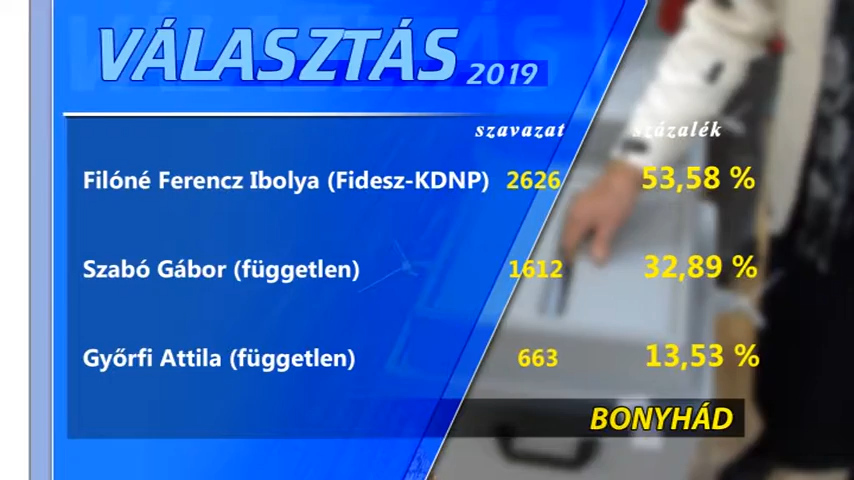 VÁLASZTÁS 2019
szavazat százalék
Filóné Ferencz Ibolya (Fidesz-KDNP) 2626 53,58 %
Szabó Gábor (független) 1612 32,89 %
Győrfi Attila (független) 663 13,53 %
BONYHÁD